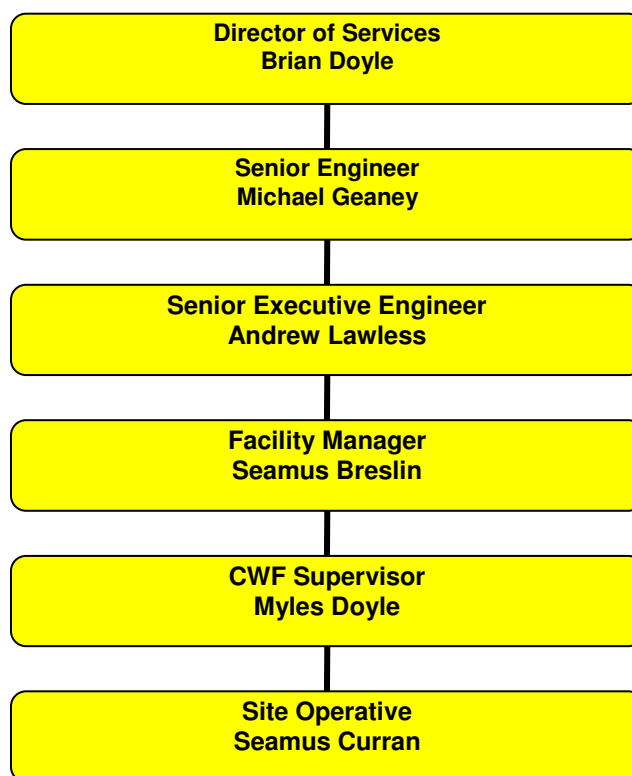 Director of Services
Brian Doyle
Senior Engineer
Michael Geaney
Senior Executive Engineer
Andrew Lawless
Facility Manager
Seamus Breslin
CWF Supervisor
Myles Doyle
Site Operative
Seamus Curran